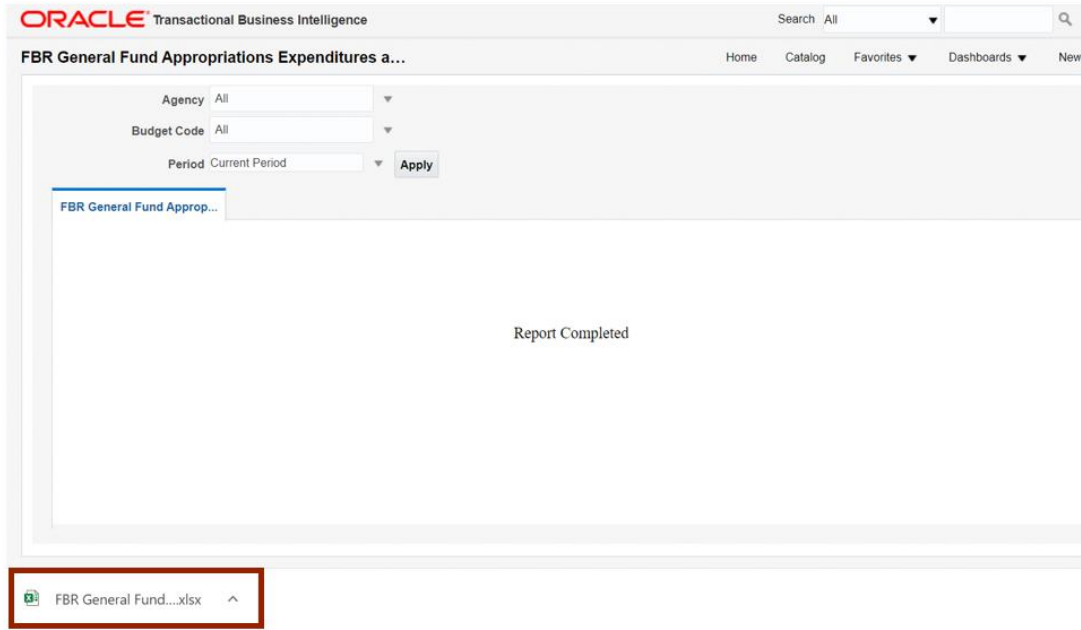 ORACLE Transactional Business Intelligence Search All
FBR General Fund Appropriations Expenditures a... Home Catalog Favorites Dashboards New
Agency All
Budget Code All
Period Current Period Apply
FBR General Fund Approp...
Report Completed
FBR General Fund....xlsx